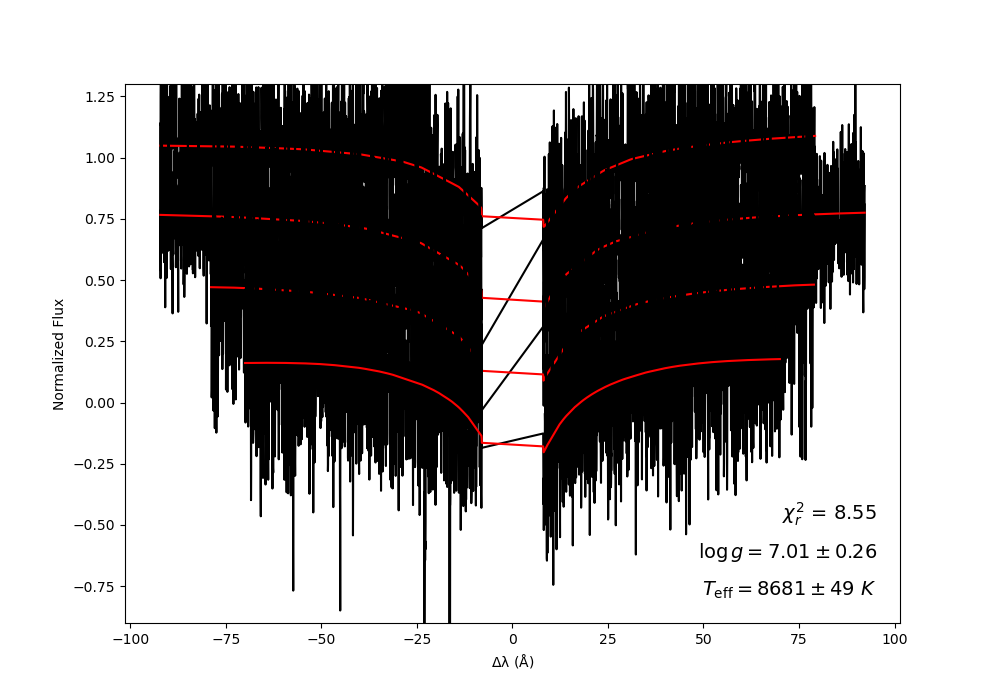 1.25
1.00
0.75
0.50
0.25
0.00
−0.25
−0.50
−0.75
Normalized Flux
χ²ᵣ = 8.55
log g = 7.01 ± 0.26
T_eff = 8681 ± 49 K
−100 −75 −50 −25 0 25 50 75 100
Δλ (Å)